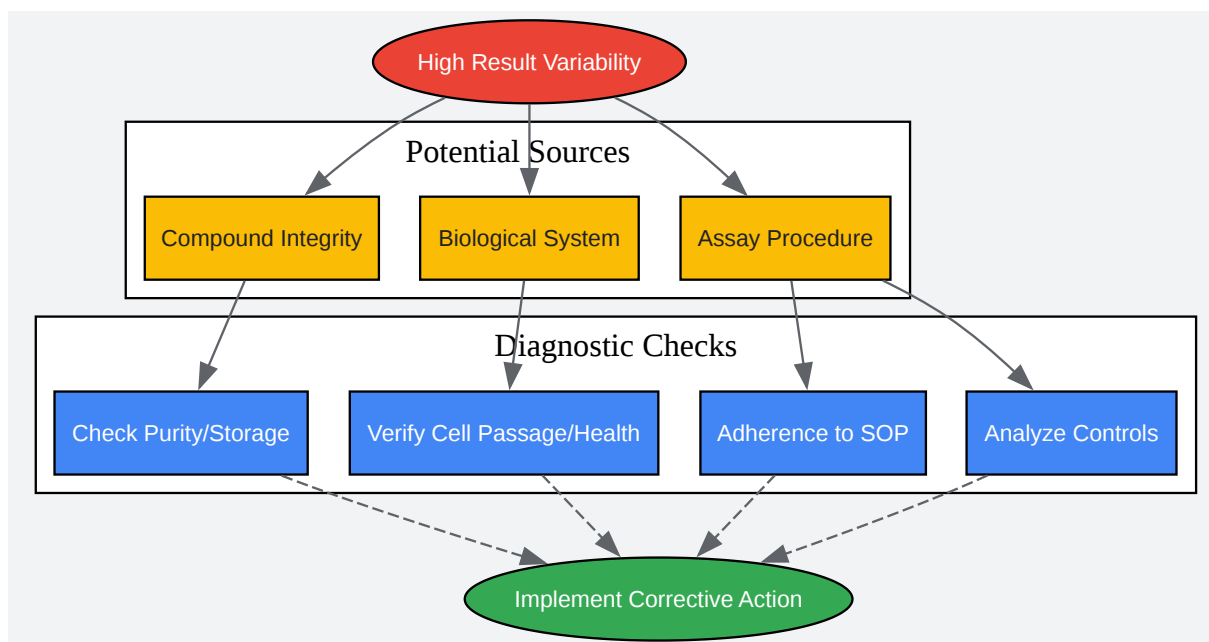 High Result Variability
Potential Sources
Compound Integrity
Biological System
Assay Procedure
Diagnostic Checks
Check Purity/Storage
Verify Cell Passage/Health
Adherence to SOP
Analyze Controls
Implement Corrective Action